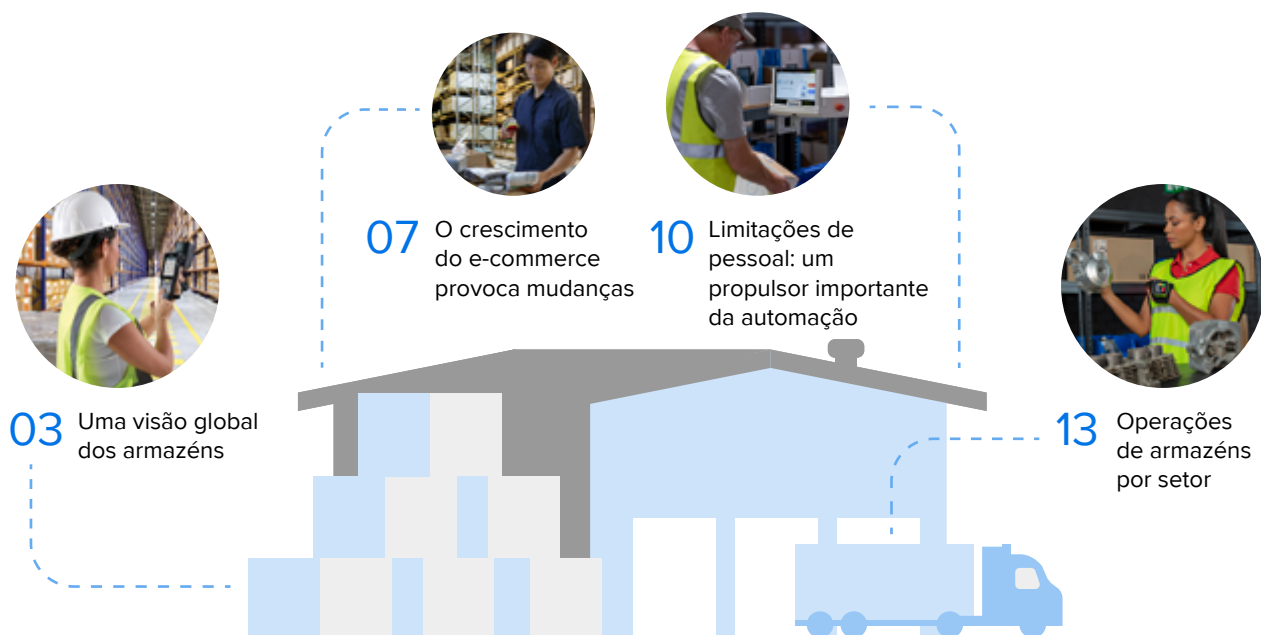 03
Uma visão global
dos armazéns
07
O crescimento
do e-commerce
provoca mudanças
10
Limitações de
pessoal: um
propulsor importante
da automação
13
Operações
de armazéns
por setor